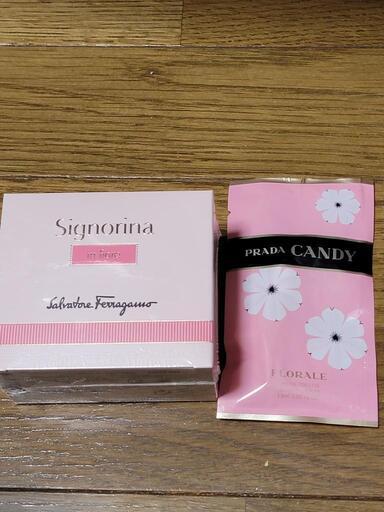 Signorina
in fiore
Salvatore Ferragamo
PRADA CANDY
FLORALE